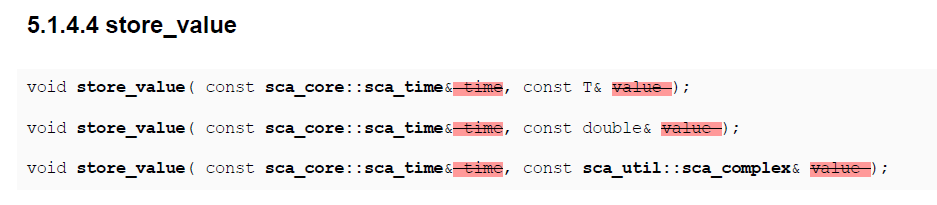 5.1.4.4 store_value
void store_value( const sca_core::sca_time& time, const T& value );
void store_value( const sca_core::sca_time& time, const double& value );
void store_value( const sca_core::sca_time& time, const sca_util::sca_complex& value );